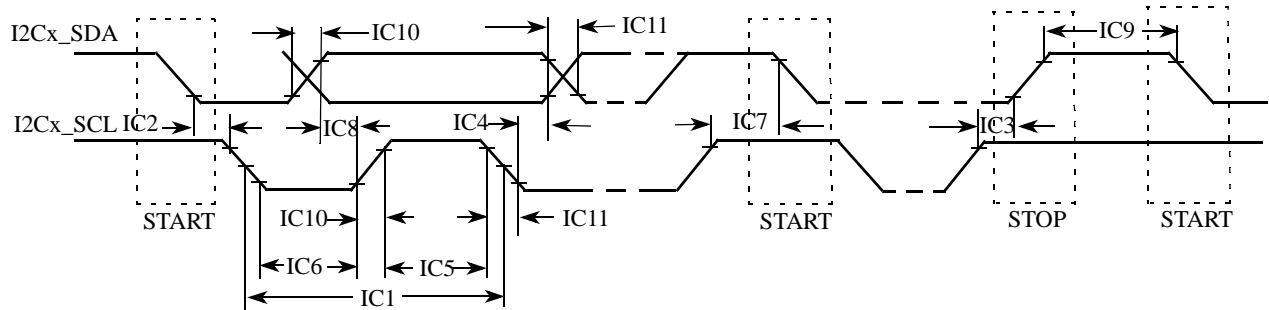 I2Cx_SDA IC10 IC11 IC9
I2Cx_SCL IC2 IC8 IC4 IC7 IC3
START IC10 IC11 START STOP START
IC6 IC5
IC1